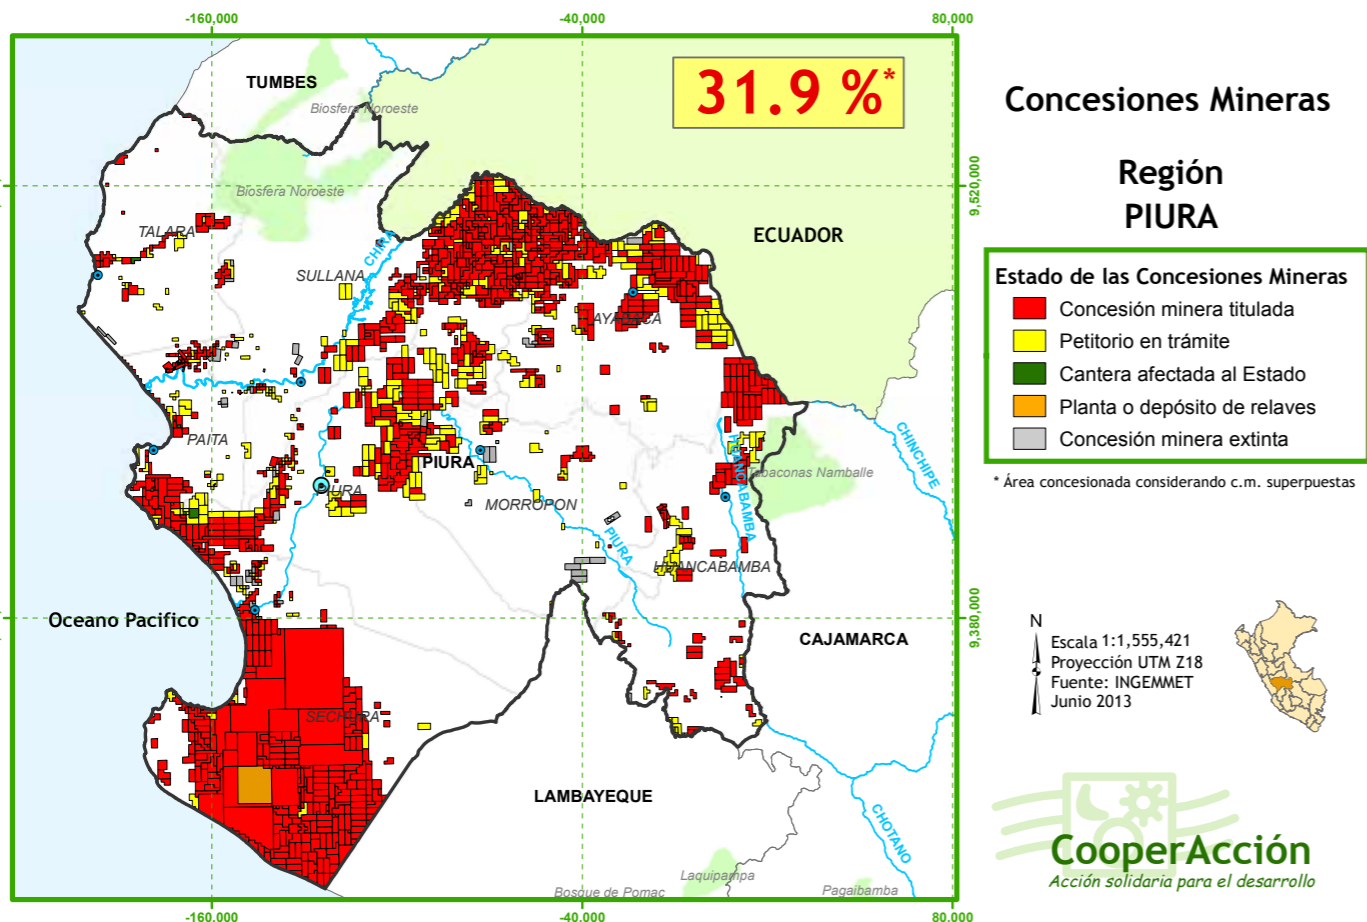 -160,000
-40,000
80,000
TUMBES
Biosfera Noroeste
31.9 %*
Biosfera Noroeste
TALARA
CHIRA
SULLANA
ECUADOR
AYABACA
PAITA
PIURA
PIURA
MORROPON
PIURA
HUANCABAMBA
Tabaconas Namballe
CHINCHIPE
HUANCABAMBA
Oceano Pacifico
CAJAMARCA
SECHURA
LAMBAYEQUE
CHOTANO
Laquipampa
Bosque de Pomac
Pagaibamba
9,520,000
9,380,000
-160,000
-40,000
80,000
Concesiones Mineras
Región
PIURA
Estado de las Concesiones Mineras
Concesión minera titulada
Petitorio en trámite
Cantera afectada al Estado
Planta o depósito de relaves
Concesión minera extinta
* Área concesionada considerando c.m. superpuestas
N
Escala 1:1,555,421
Proyección UTM Z18
Fuente: INGEMMET
Junio 2013
CooperAcción
Acción solidaria para el desarrollo